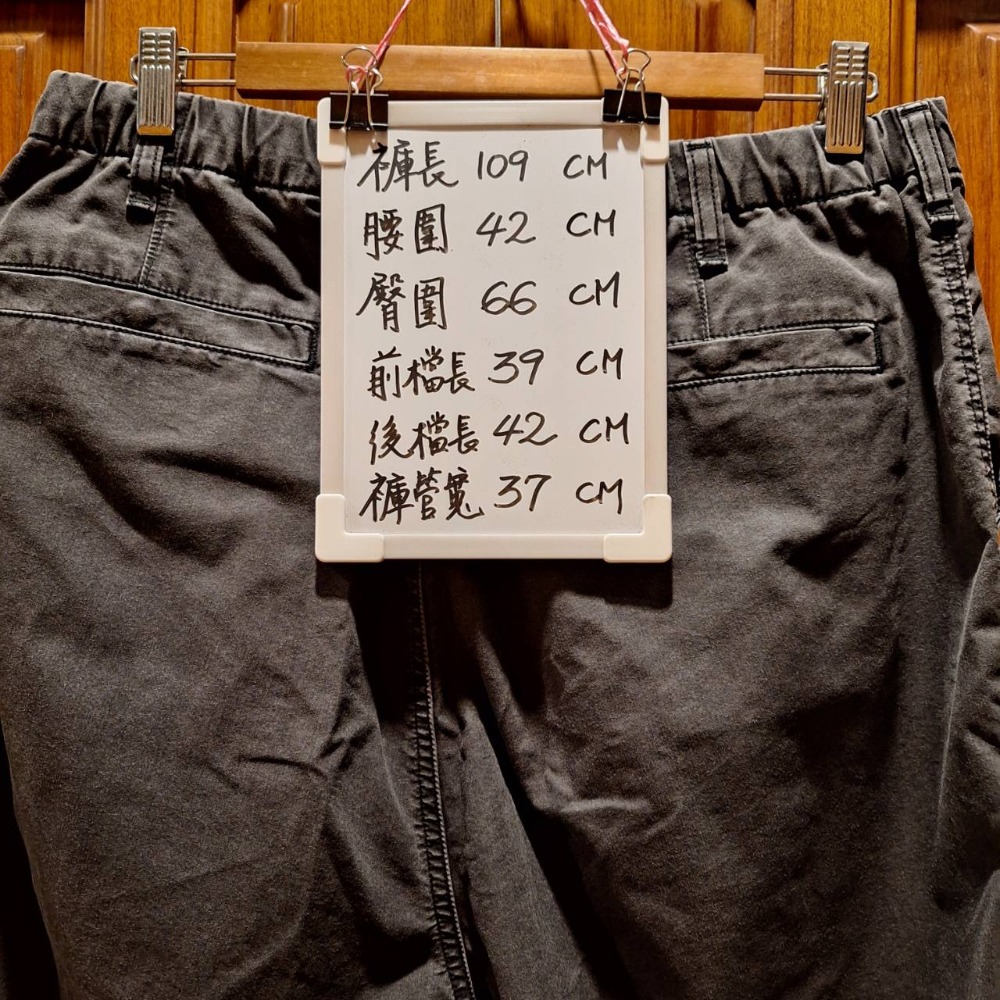 褲長 109 CM
腰圍 42 CM
臀圍 66 CM
前檔長 39 CM
後檔長 42 CM
褲管寬 37 CM